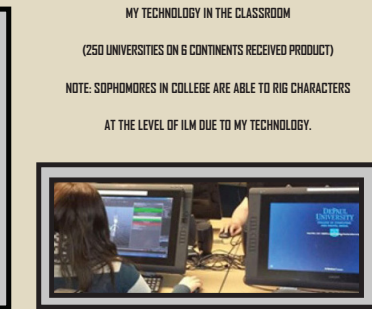 MY TECHNOLOGY IN THE CLASSROOM
(250 UNIVERSITIES ON 6 CONTINENTS RECEIVED PRODUCT)
NOTE: SOPHOMORES IN COLLEGE ARE ABLE TO RIG CHARACTERS
AT THE LEVEL OF ILM DUE TO MY TECHNOLOGY.
DEPAUL
UNIVERSITY